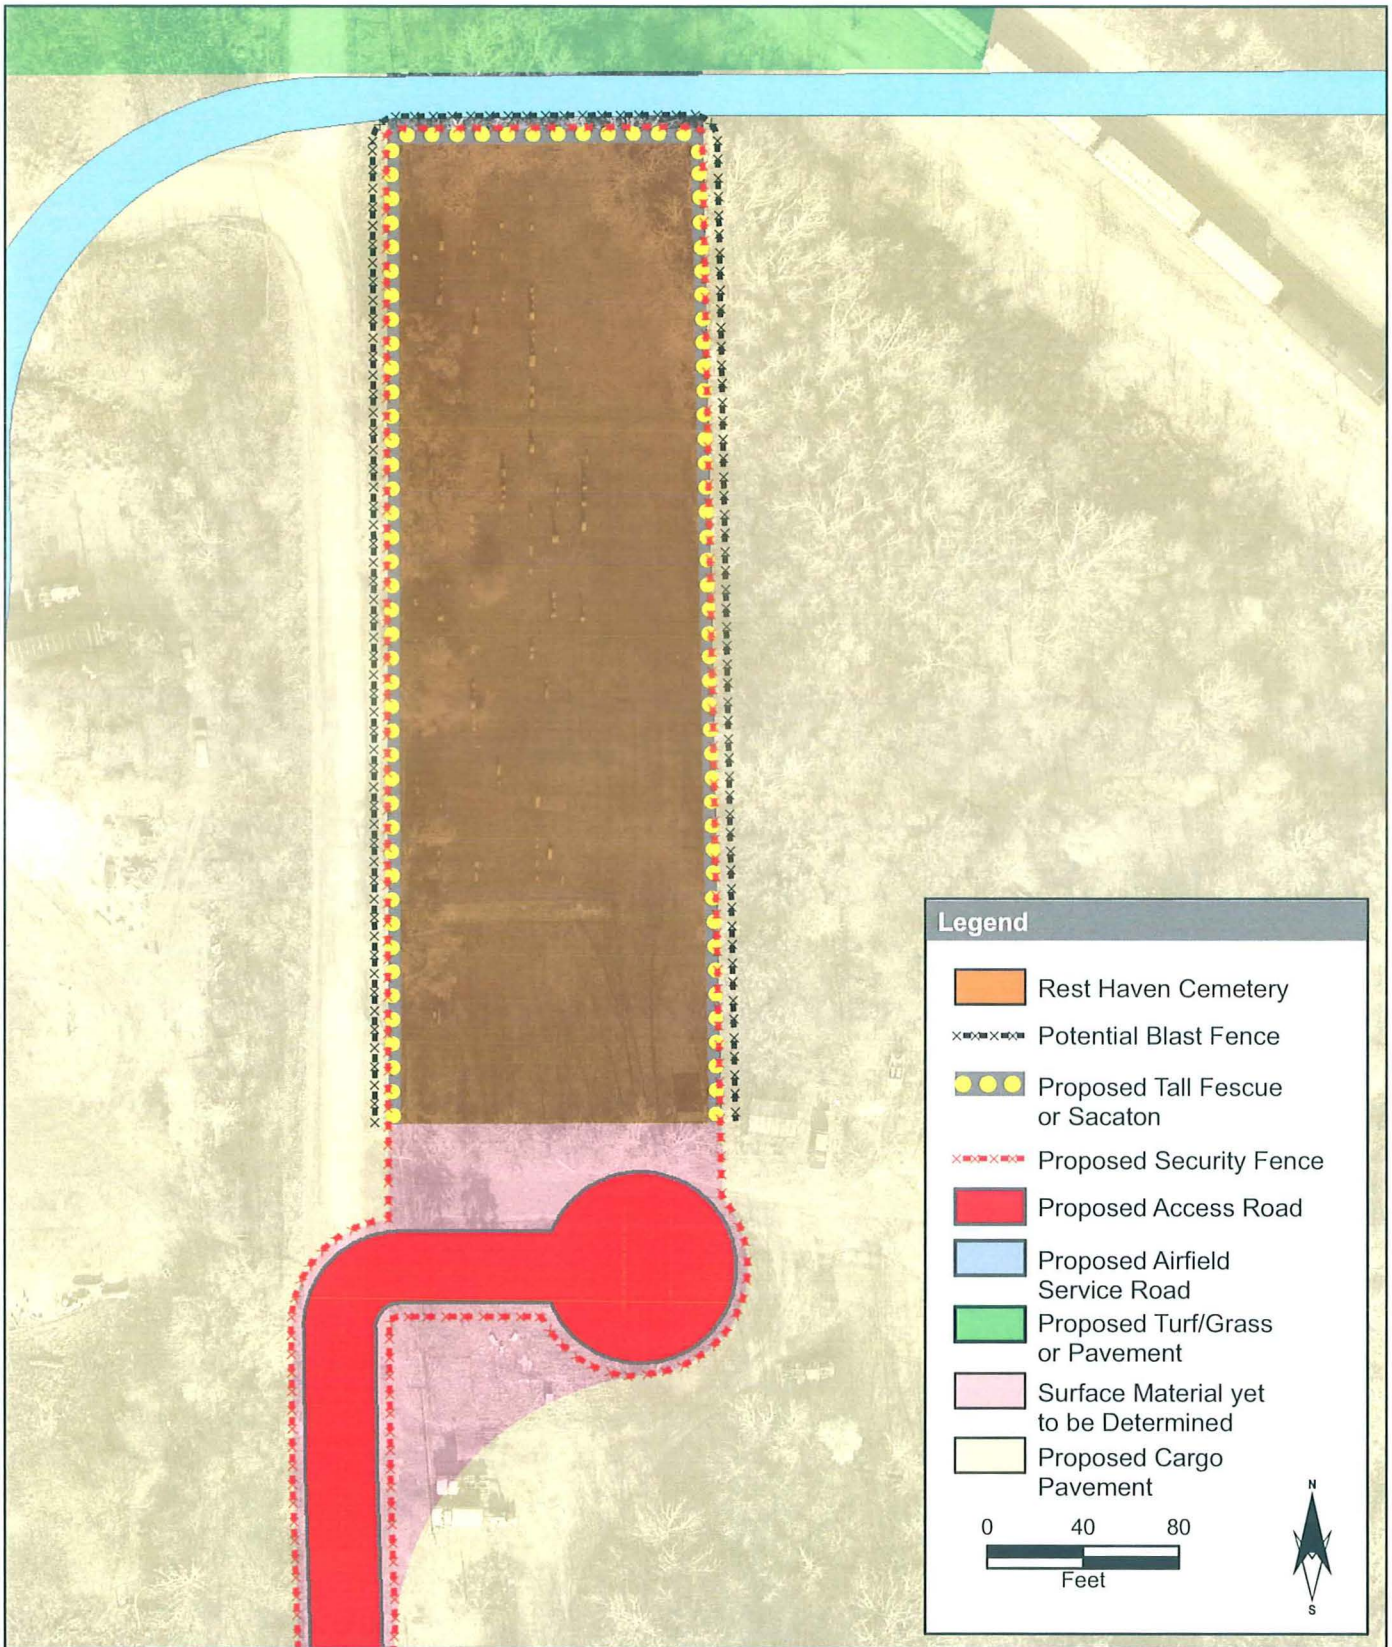 Legend
Rest Haven Cemetery
Potential Blast Fence
Proposed Tall Fescue
or Sacaton
Proposed Security Fence
Proposed Access Road
Proposed Airfield
Service Road
Proposed Turf/Grass
or Pavement
Surface Material yet
to be Determined
Proposed Cargo
Pavement
N
0 40 80
Feet
S